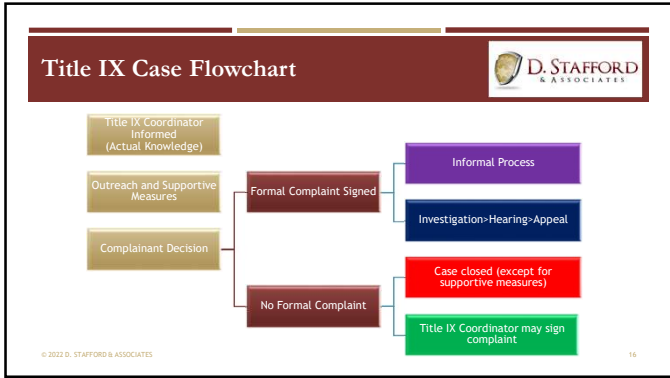 Title IX Case Flowchart
D. STAFFORD
& ASSOCIATES
Title IX Coordinator
Informed
(Actual Knowledge)
Outreach and Supportive
Measures
Complainant Decision
Formal Complaint Signed
No Formal Complaint
Informal Process
Investigation>Hearing>Appeal
Case closed (except for
supportive measures)
Title IX Coordinator may sign
complaint
© 2022 D. STAFFORD & ASSOCIATES
16